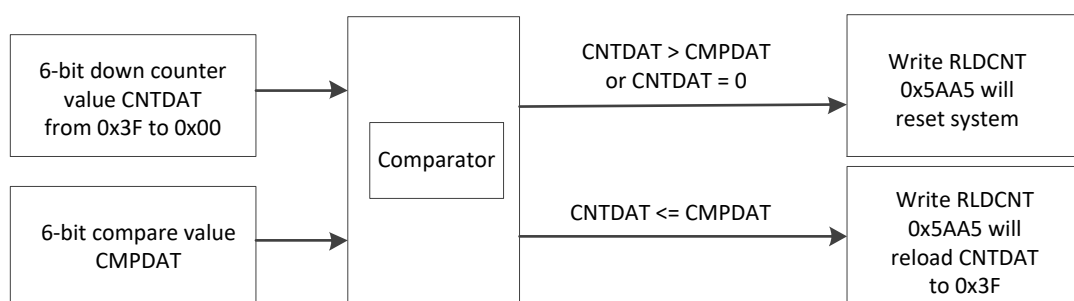 6-bit down counter
value CNTDAT
from 0x3F to 0x00
6-bit compare value
CMPDAT
Comparator
CNTDAT > CMPDAT
or CNTDAT = 0
CNTDAT <= CMPDAT
Write RLDCNT
0x5AA5 will
reset system
Write RLDCNT
0x5AA5 will
reload CNTDAT
to 0x3F